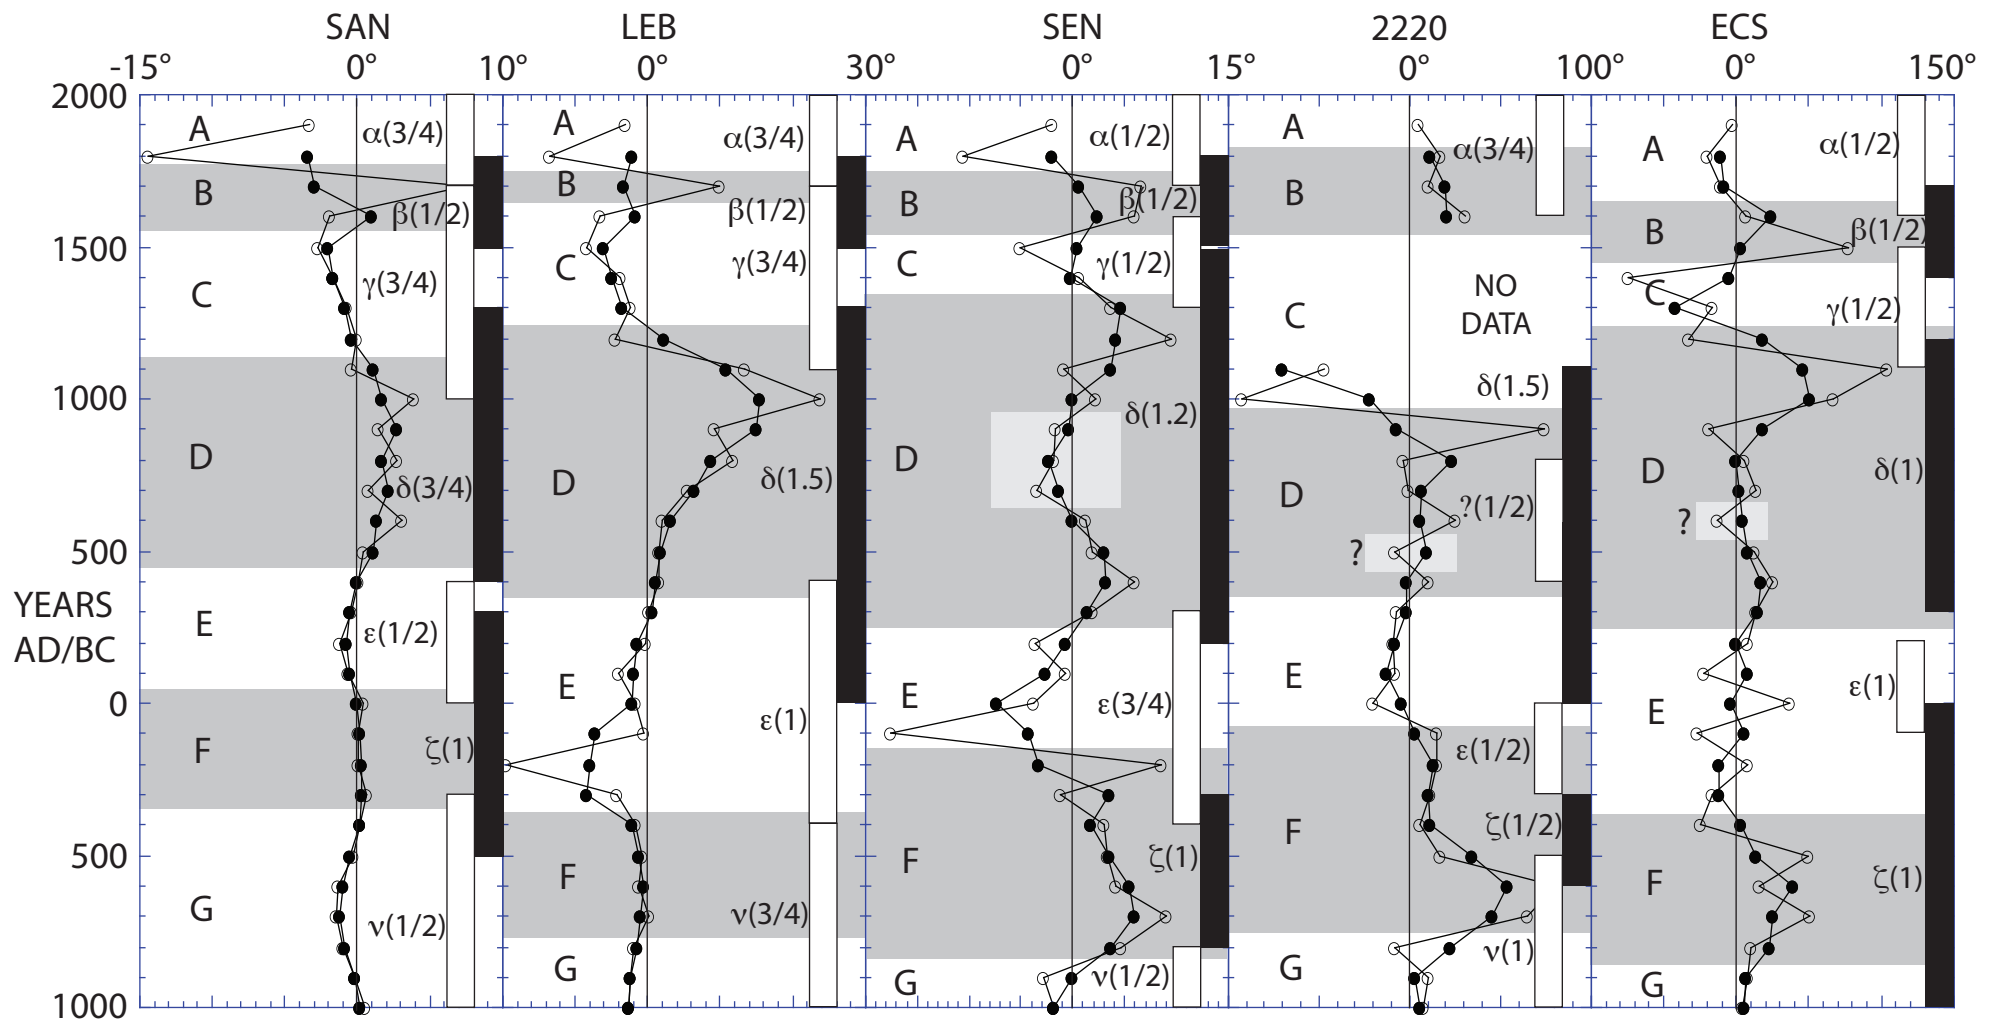 SAN LEB SEN 2220 ECS
-15° 0° 10° 0° 30° 0° 15° 0° 100° 0° 150°
2000
1500
1000
500
YEARS
AD/BC
0
500
1000
A
α(3/4)
B
β(1/2)
C
γ(3/4)
D
δ(3/4)
E
ε(1/2)
F
ζ(1)
G
ν(1/2)
A
α(3/4)
B
β(1/2)
C
γ(3/4)
D
δ(1.5)
E
ε(1)
F
ν(3/4)
G
A
α(1/2)
B
β(1/2)
C
γ(1/2)
D
δ(1.2)
E
ε(3/4)
F
ζ(1)
G
ν(1/2)
A
α(3/4)
B
NO
DATA
C
δ(1.5)
D
?(1/2)
?
E
ε(1/2)
F
ζ(1/2)
ν(1)
G
A
α(1/2)
B
β(1/2)
C
γ(1/2)
D
δ(1)
?
E
ε(1)
F
ζ(1)
G